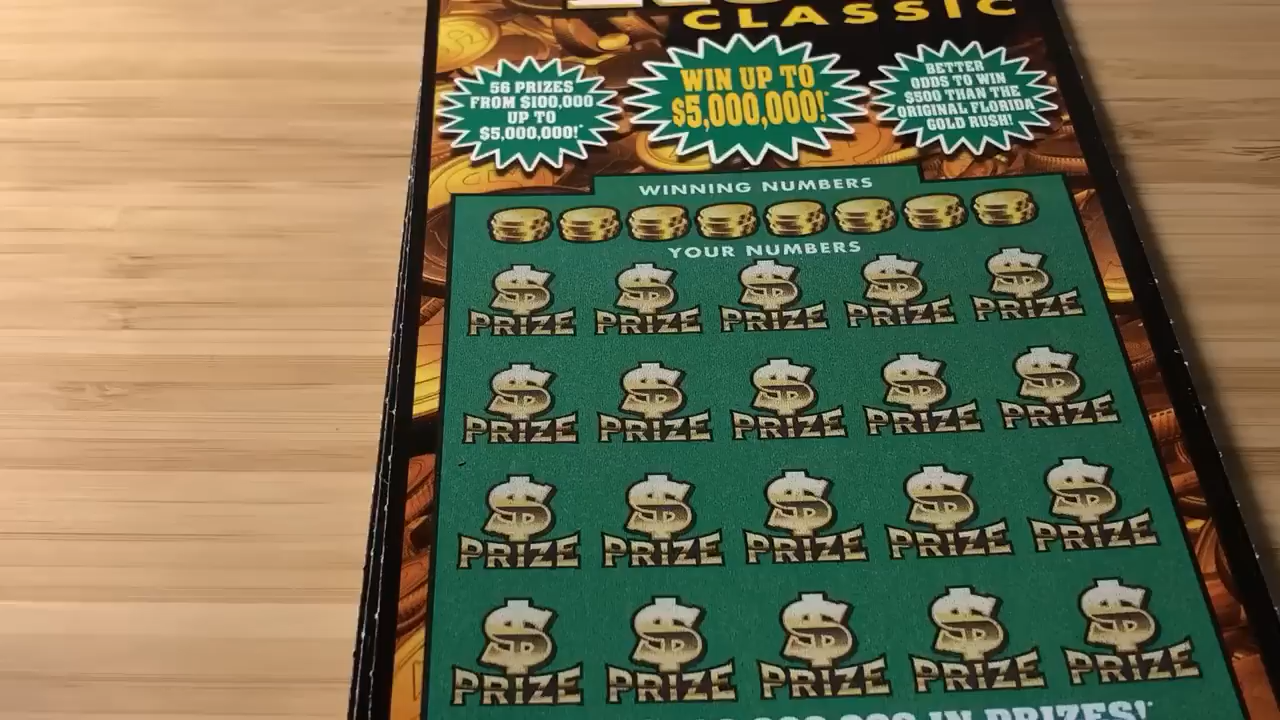 CLASSIC
56 PRIZES
FROM $100,000
UP TO
$5,000,000!*
WIN UP TO
$5,000,000!*
BETTER
ODDS TO WIN
$500 THAN THE
ORIGINAL FLORIDA
GOLD RUSH!
WINNING NUMBERS
YOUR NUMBERS
PRIZE PRIZE PRIZE PRIZE PRIZE
PRIZE PRIZE PRIZE PRIZE PRIZE
PRIZE PRIZE PRIZE PRIZE PRIZE
PRIZE PRIZE PRIZE PRIZE PRIZE
IN PRIZES!*